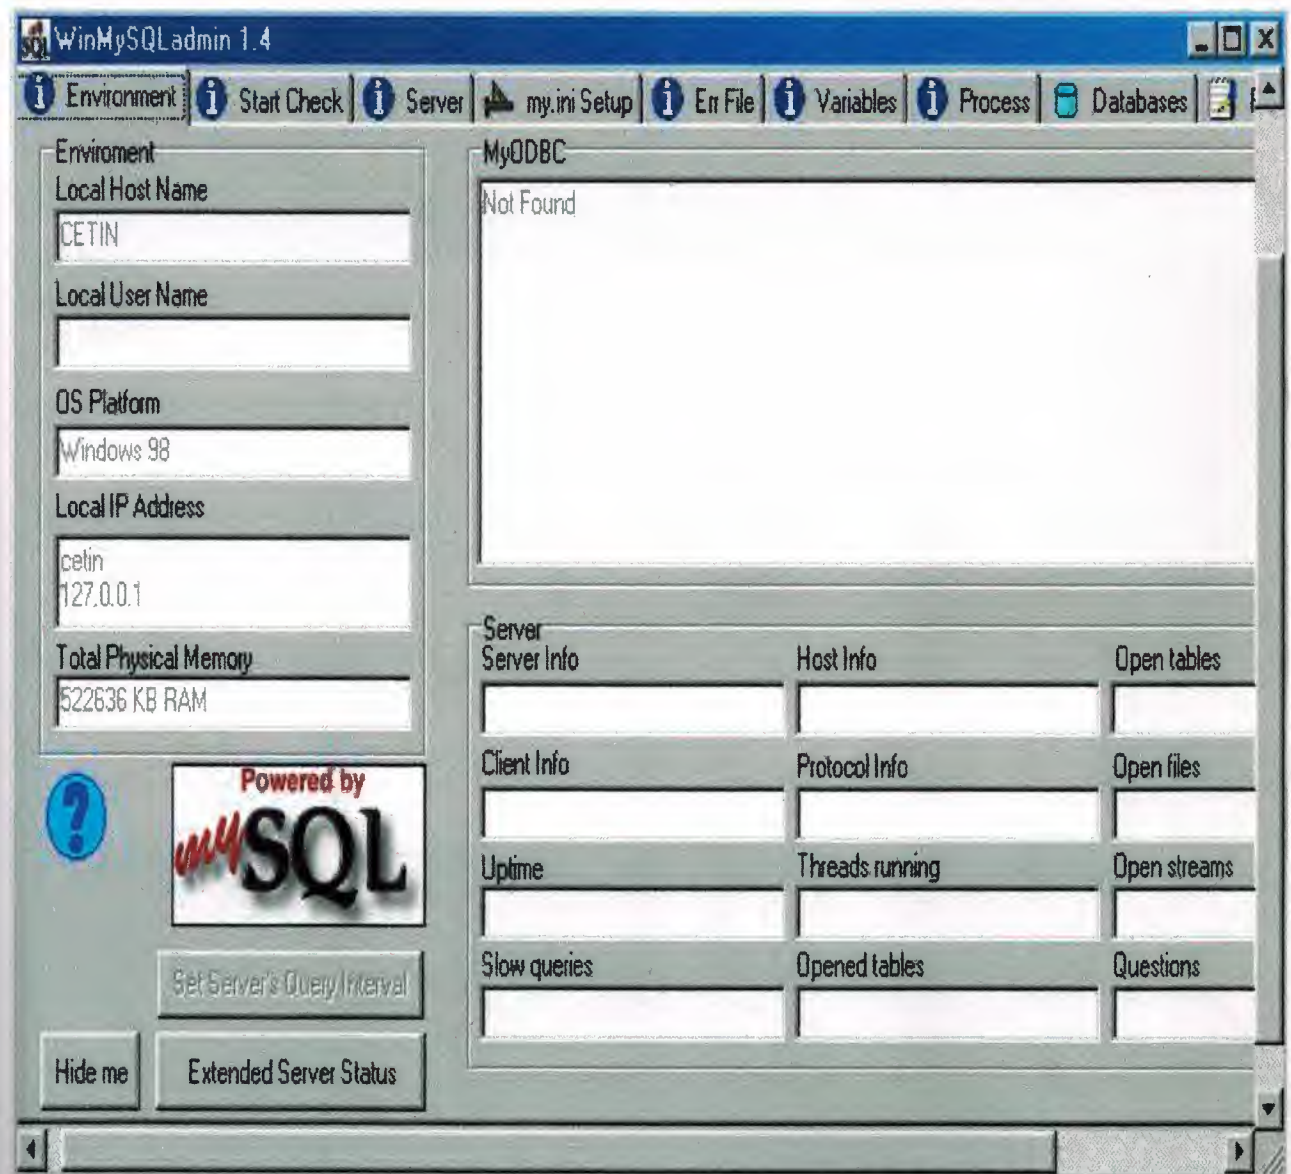 WinMySQLadmin 1.4
Environment Start Check Server my.ini Setup Err File Variables Process Databases
Enviroment
Local Host Name
CETIN
Local User Name
OS Platform
Windows 98
Local IP Address
cetin
127.0.0.1
Total Physical Memory
522636 KB RAM
Powered by
mySQL
Set Server's Query Interval
Hide me
Extended Server Status
MyODBC
Not Found
Server
Server Info
Host Info
Open tables
Client Info
Protocol Info
Open files
Uptime
Threads running
Open streams
Slow queries
Opened tables
Questions